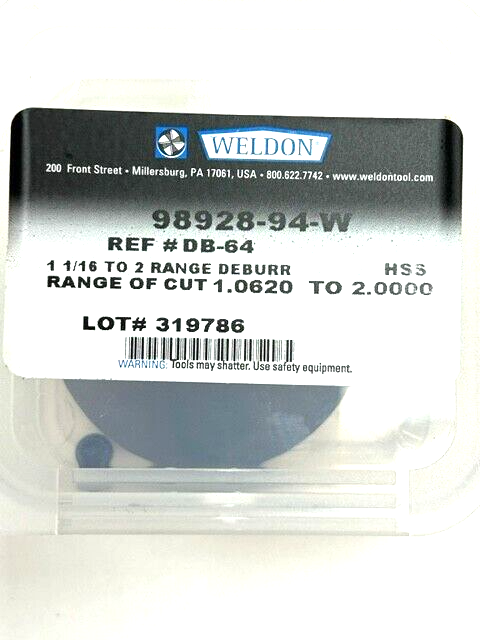 WELDON
200 Front Street • Millersburg, PA 17061, USA • 800.622.7742 • www.weldontool.com
98928-94-W
REF # DB-64
1 1/16 TO 2 RANGE DEBURR HSS
RANGE OF CUT 1.0620 TO 2.0000
LOT# 319786
WARNING: Tools may shatter. Use safety equipment.